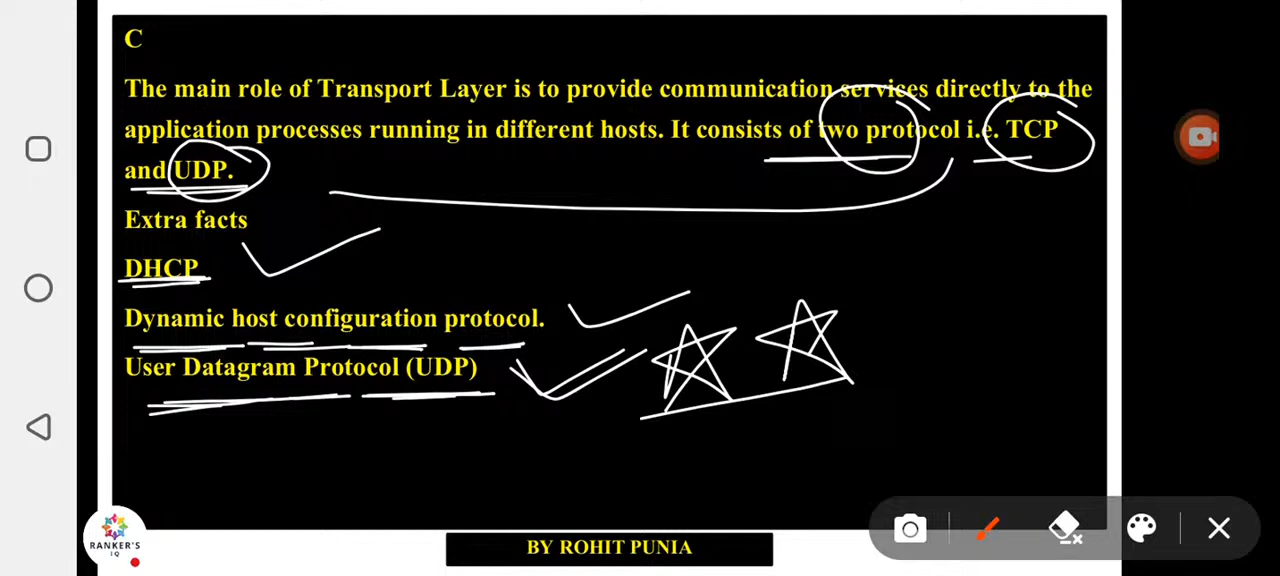 C
The main role of Transport Layer is to provide communication services directly to the
application processes running in different hosts. It consists of two protocol i.e. TCP
and UDP.
Extra facts
DHCP
Dynamic host configuration protocol.
User Datagram Protocol (UDP)
RANKER'S
IQ
BY ROHIT PUNIA